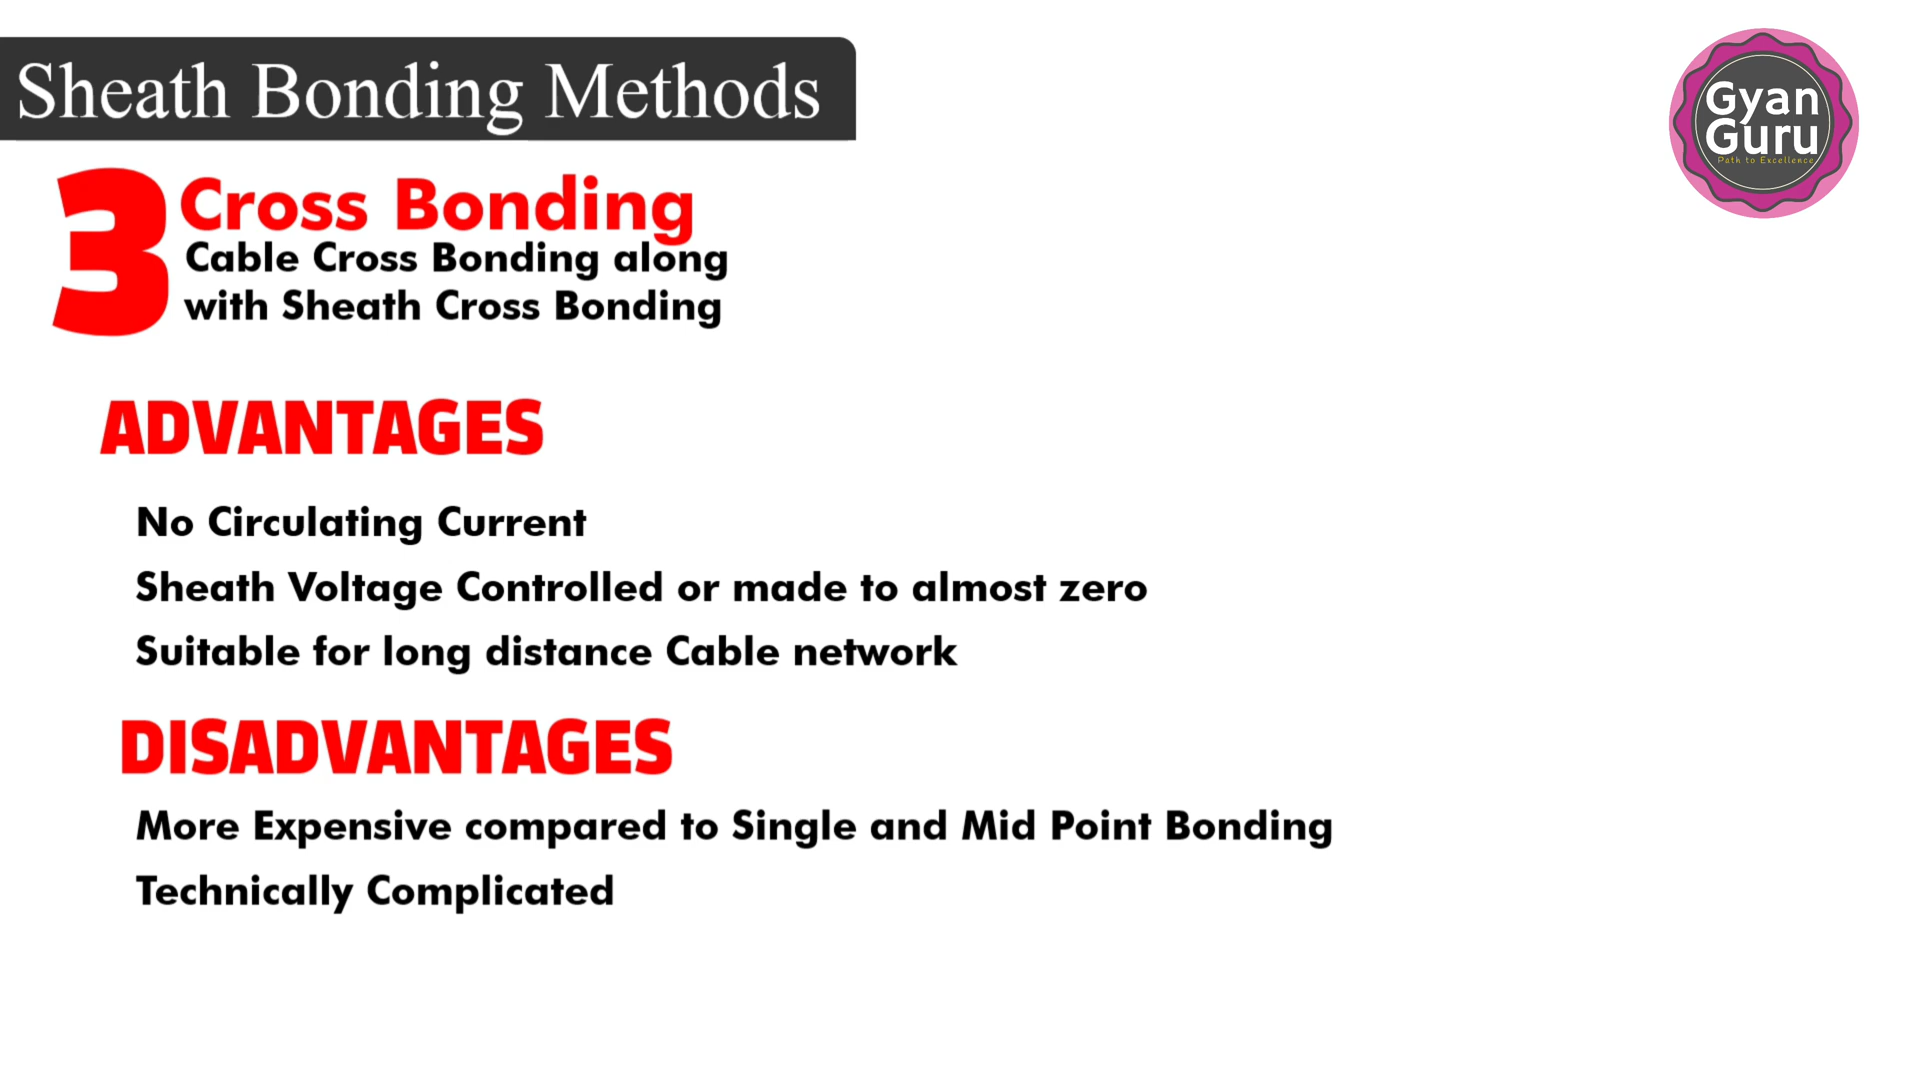 Sheath Bonding Methods
Gyan
Guru
Path to Excellence
3
Cross Bonding
Cable Cross Bonding along
with Sheath Cross Bonding
ADVANTAGES
No Circulating Current
Sheath Voltage Controlled or made to almost zero
Suitable for long distance Cable network
DISADVANTAGES
More Expensive compared to Single and Mid Point Bonding
Technically Complicated